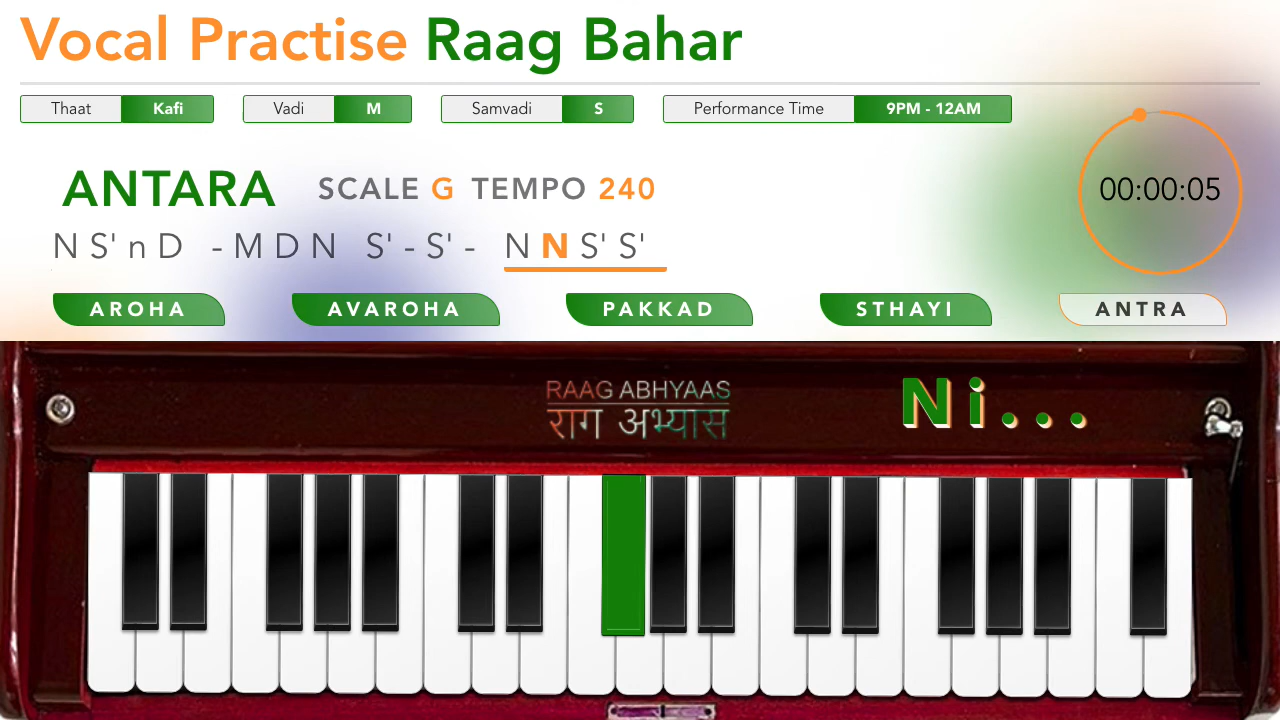 Vocal Practise Raag Bahar
Thaat Kafi Vadi M Samvadi S Performance Time 9PM - 12AM
00:00:05
ANTARA SCALE G TEMPO 240
N S' n D - M D N S' - S' - N N S' S'
AROHA AVAROHA PAKKAD STHAYI ANTRA
RAAG ABHYAAS
राग अभ्यास
Ni...